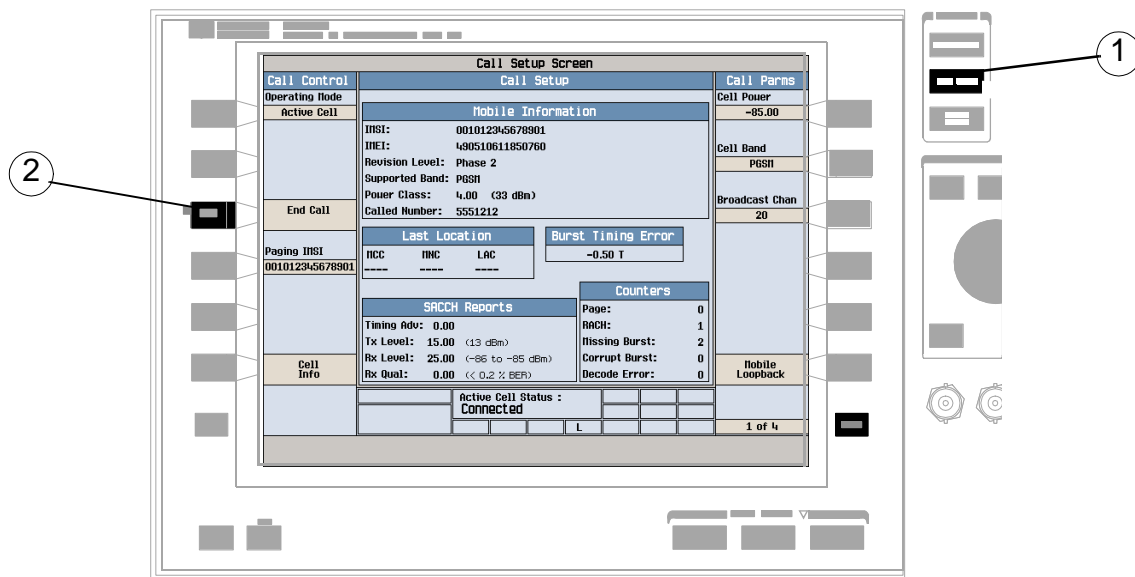 1
2
Call Setup Screen
Call Control
Operating Mode
Active Cell
End Call
Paging IMSI
001012345678901
Cell
Info
Call Setup
Mobile Information
IMSI: 001012345678901
IMEI: 490510611850760
Revision Level: Phase 2
Supported Band: PGSM
Power Class: 4.00 (33 dBm)
Called Number: 5551212
Last Location
MCC MNC LAC
---- ---- ----
Burst Timing Error
-0.50 T
SACCH Reports
Timing Adv: 0.00
Tx Level: 15.00 (13 dBm)
Rx Level: 25.00 (-86 to -85 dBm)
Rx Qual: 0.00 (< 0.2 % BER)
Counters
Page: 0
RACH: 1
Missing Burst: 2
Corrupt Burst: 0
Decode Error: 0
Active Cell Status :
Connected
L
Call Parms
Cell Power
-85.00
Cell Band
PGSM
Broadcast Chan
20
Mobile
Loopback
1 of 4